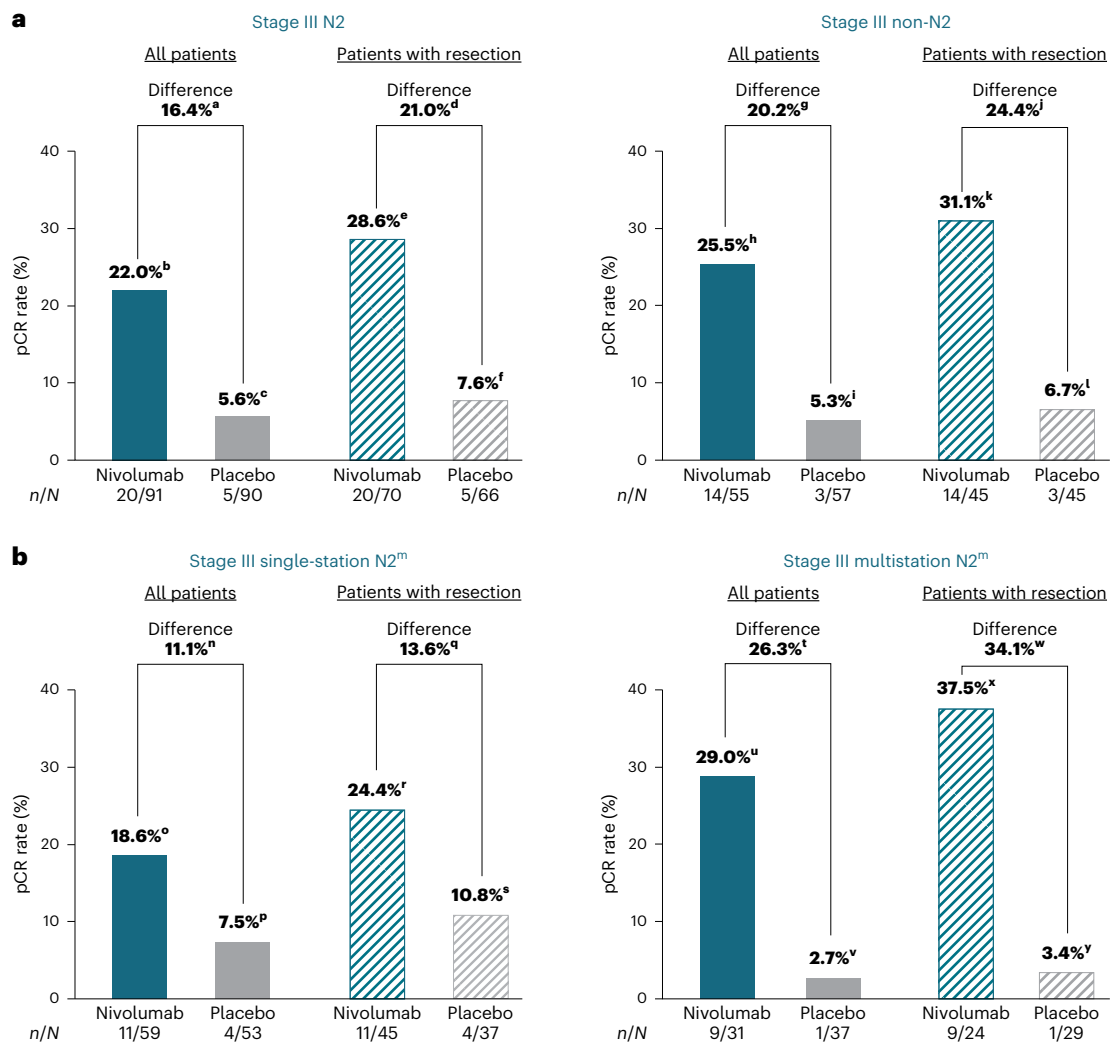 a
Stage III N2
All patients
Patients with resection
Difference
16.4%ᵃ
Difference
21.0%ᵈ
pCR rate (%)
40
30
20
10
0
22.0%ᵇ
5.6%ᶜ
28.6%ᵉ
7.6%ᶠ
Nivolumab Placebo Nivolumab Placebo
n/N 20/91 5/90 20/70 5/66
Stage III non-N2
All patients
Patients with resection
Difference
20.2%ᵍ
Difference
24.4%ʲ
pCR rate (%)
40
30
20
10
0
25.5%ʰ
5.3%ⁱ
31.1%ᵏ
6.7%ˡ
Nivolumab Placebo Nivolumab Placebo
n/N 14/55 3/57 14/45 3/45
b
Stage III single-station N2ᵐ
All patients
Patients with resection
Difference
11.1%ⁿ
Difference
13.6%q
pCR rate (%)
40
30
20
10
0
18.6%ᵒ
7.5%ᵖ
24.4%ʳ
10.8%ˢ
Nivolumab Placebo Nivolumab Placebo
n/N 11/59 4/53 11/45 4/37
Stage III multistation N2ᵐ
All patients
Patients with resection
Difference
26.3%ᵗ
Difference
34.1%ʷ
pCR rate (%)
40
30
20
10
0
29.0%ᵘ
2.7%ᵛ
37.5%ˣ
3.4%ʸ
Nivolumab Placebo Nivolumab Placebo
n/N 9/31 1/37 9/24 1/29